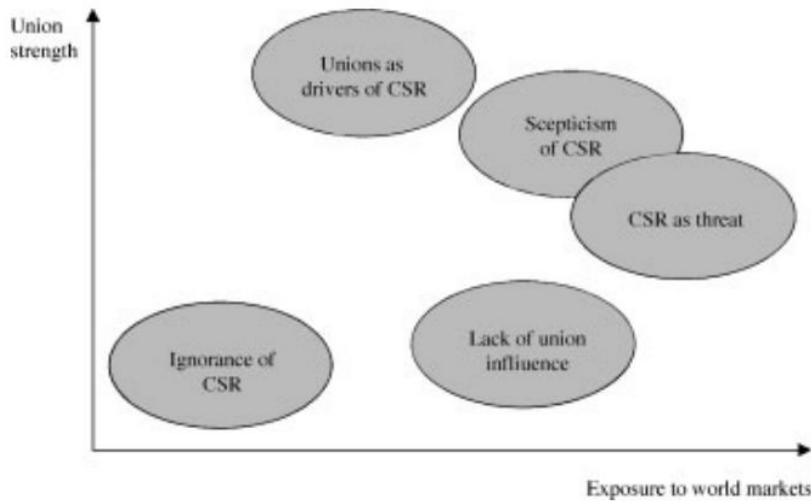 Union
strength
Unions as
drivers of CSR
Scepticism
of CSR
CSR as threat
Lack of union
infliuence
Ignorance of
CSR
Exposure to world markets